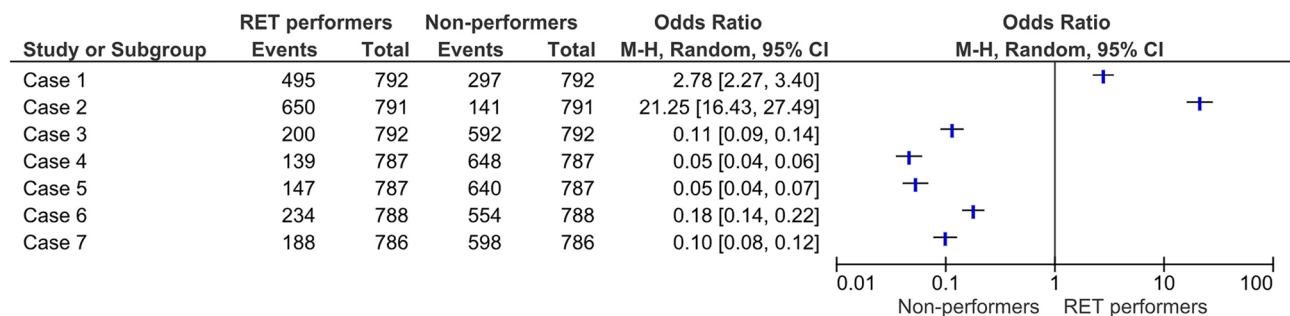 RET performers Non-performers Odds Ratio Odds Ratio
Study or Subgroup Events Total Events Total M-H, Random, 95% CI M-H, Random, 95% CI
Case 1 495 792 297 792 2.78 [2.27, 3.40]
Case 2 650 791 141 791 21.25 [16.43, 27.49]
Case 3 200 792 592 792 0.11 [0.09, 0.14]
Case 4 139 787 648 787 0.05 [0.04, 0.06]
Case 5 147 787 640 787 0.05 [0.04, 0.07]
Case 6 234 788 554 788 0.18 [0.14, 0.22]
Case 7 188 786 598 786 0.10 [0.08, 0.12]
0.01 0.1 1 10 100
Non-performers RET performers